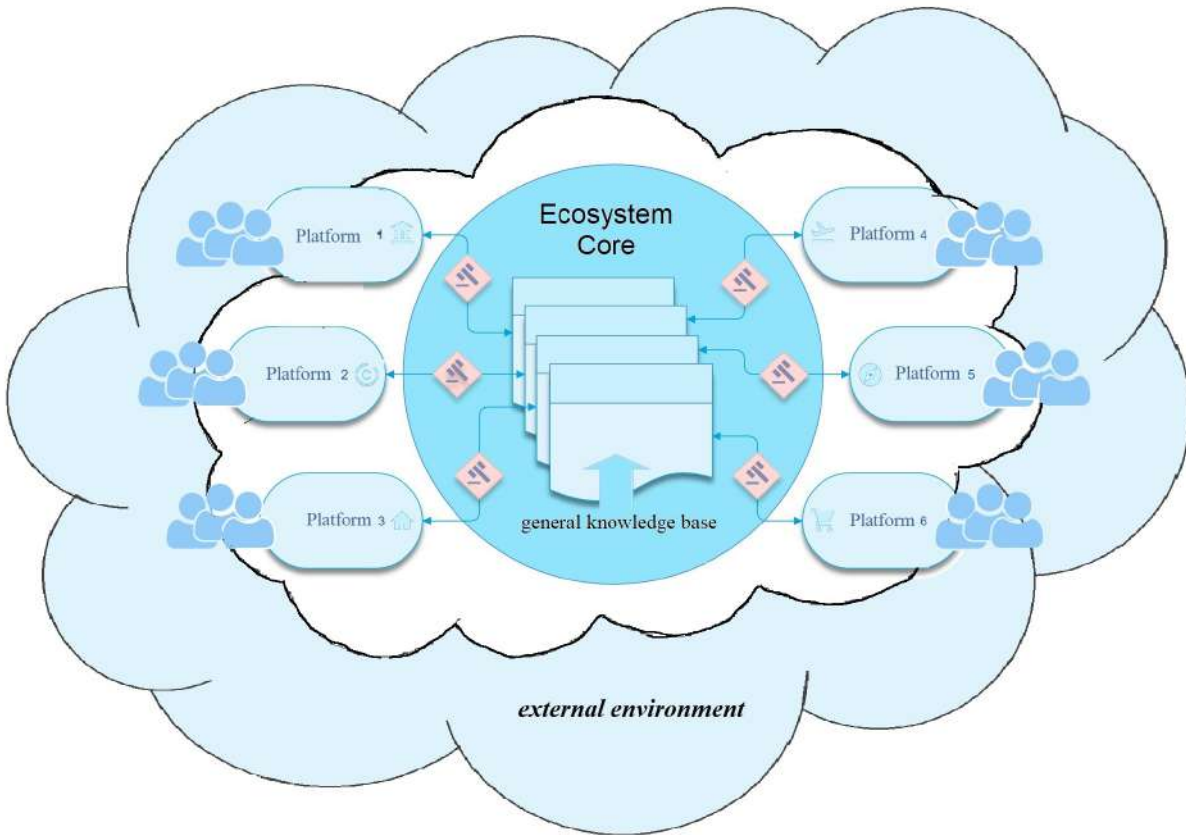 Ecosystem
Core
Platform 1
Platform 4
Platform 2
Platform 5
Platform 3
Platform 6
general knowledge base
external environment